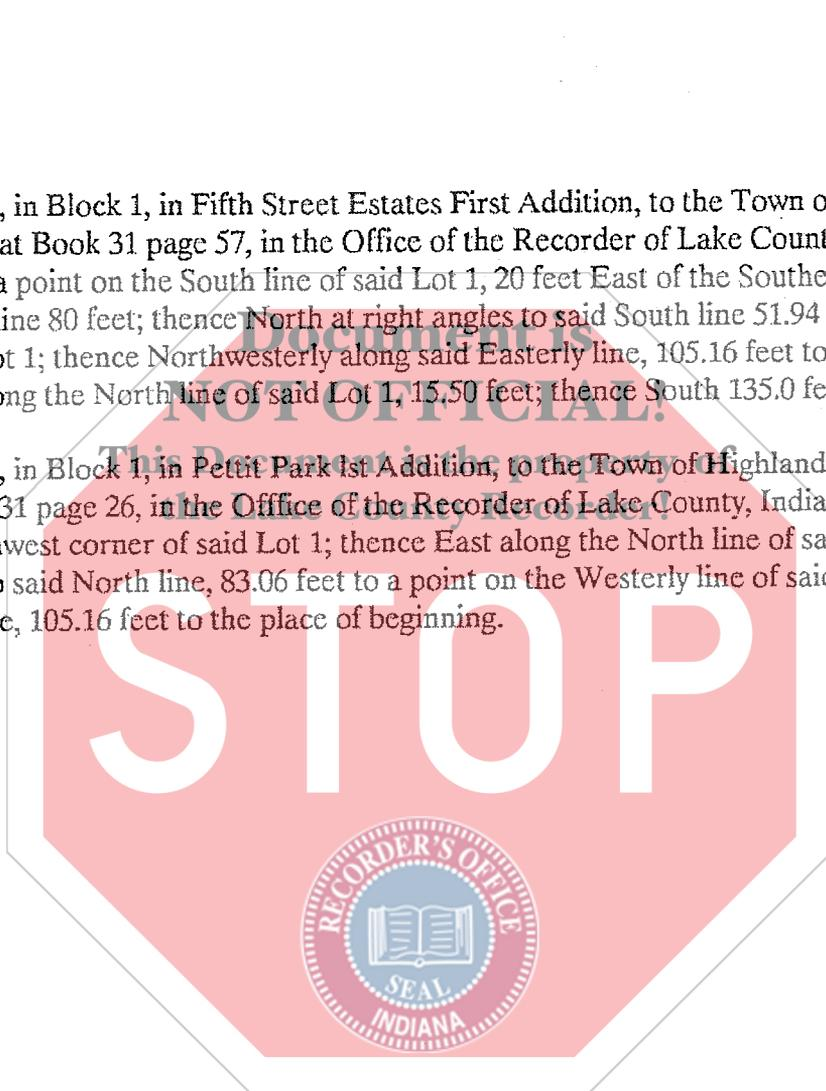 , in Block 1, in Fifth Street Estates First Addition, to the Town o
at Book 31 page 57, in the Office of the Recorder of Lake Count
a point on the South line of said Lot 1, 20 feet East of the Southe
ine 80 feet; thence North at right angles to said South line 51.94
ot 1; thence Northwesterly along said Easterly line, 105.16 feet to
ong the North line of said Lot 1, 15.50 feet; thence South 135.0 fe
Document is
NOT OFFICIAL!
This Document is the property of
the Lake County Recorder!
, in Block 1, in Pettit Park 1st Addition, to the Town of Highland
31 page 26, in the Offfice of the Recorder of Lake County, India
west corner of said Lot 1; thence East along the North line of sa
o said North line, 83.06 feet to a point on the Westerly line of said
e, 105.16 feet to the place of beginning.
STOP
RECORDER'S OFFICE
SEAL
INDIANA